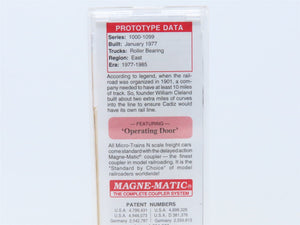 PROTOTYPE DATA
Series: 1000-1099
Built: January 1977
Trucks: Roller Bearing
Region: East
Era: 1977-1985
According to legend, when the rail-
road was organized in 1901, a com-
pany needed to have at least 10 miles
of track. So, founder William Cleland
built about two extra miles of curves
into the line to ensure Cadiz would
have its own rail road.
—FEATURING—
"Operating Door"
All Micro-Trains N scale freight cars
come standard with the delayed action
Magne-Matic® coupler — the finest
coupler in model railroading. It is the
"Standard by Choice" of model
railroaders worldwide!
MAGNE-MATIC®
THE COMPLETE COUPLER SYSTEM
PATENT NUMBERS